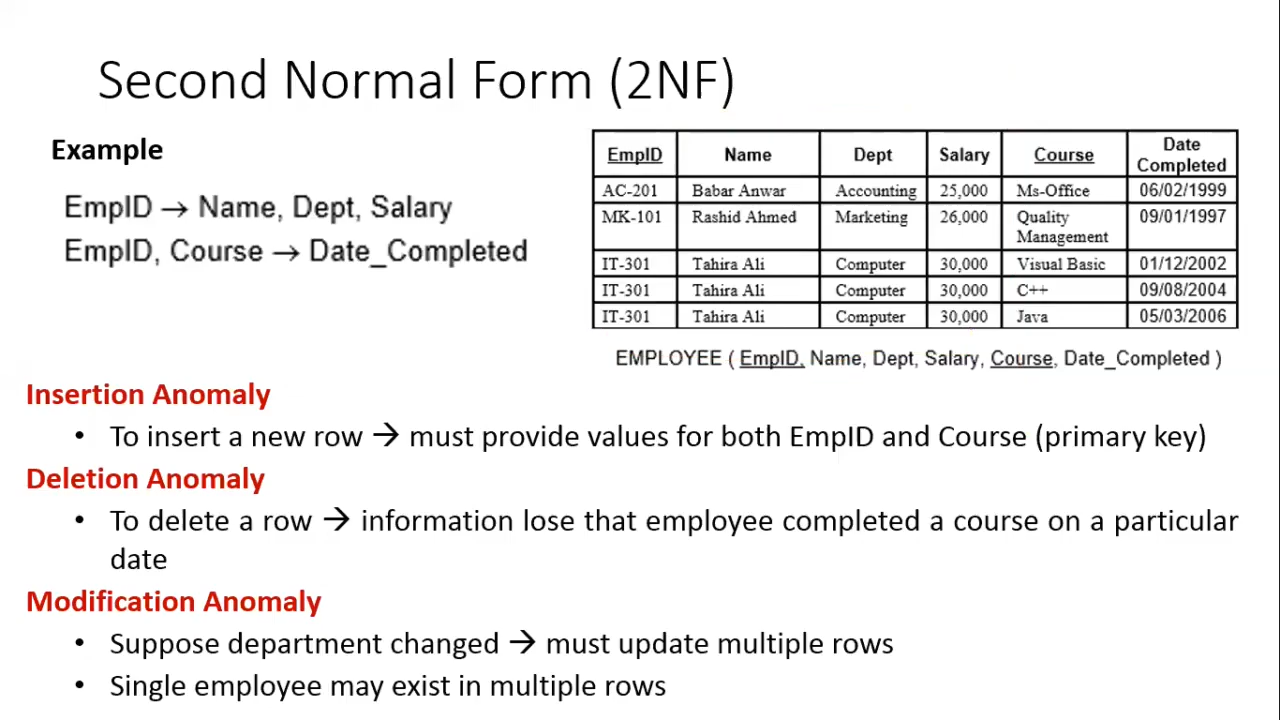 Second Normal Form (2NF)
Example
EmpID → Name, Dept, Salary
EmpID, Course → Date_Completed
EmpID Name Dept Salary Course Date Completed
AC-201 Babar Anwar Accounting 25,000 Ms-Office 06/02/1999
MK-101 Rashid Ahmed Marketing 26,000 Quality Management 09/01/1997
IT-301 Tahira Ali Computer 30,000 Visual Basic 01/12/2002
IT-301 Tahira Ali Computer 30,000 C++ 09/08/2004
IT-301 Tahira Ali Computer 30,000 Java 05/03/2006
EMPLOYEE ( EmpID, Name, Dept, Salary, Course, Date_Completed )
Insertion Anomaly
• To insert a new row → must provide values for both EmpID and Course (primary key)
Deletion Anomaly
• To delete a row → information lose that employee completed a course on a particular
date
Modification Anomaly
• Suppose department changed → must update multiple rows
• Single employee may exist in multiple rows